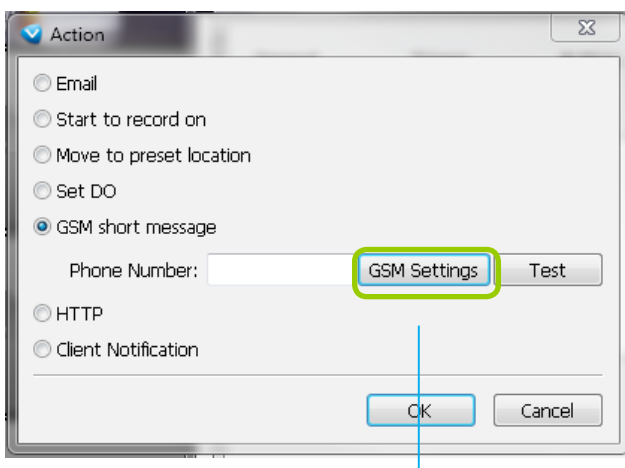 Action
Email
Start to record on
Move to preset location
Set DO
GSM short message
Phone Number: GSM Settings Test
HTTP
Client Notification
OK Cancel